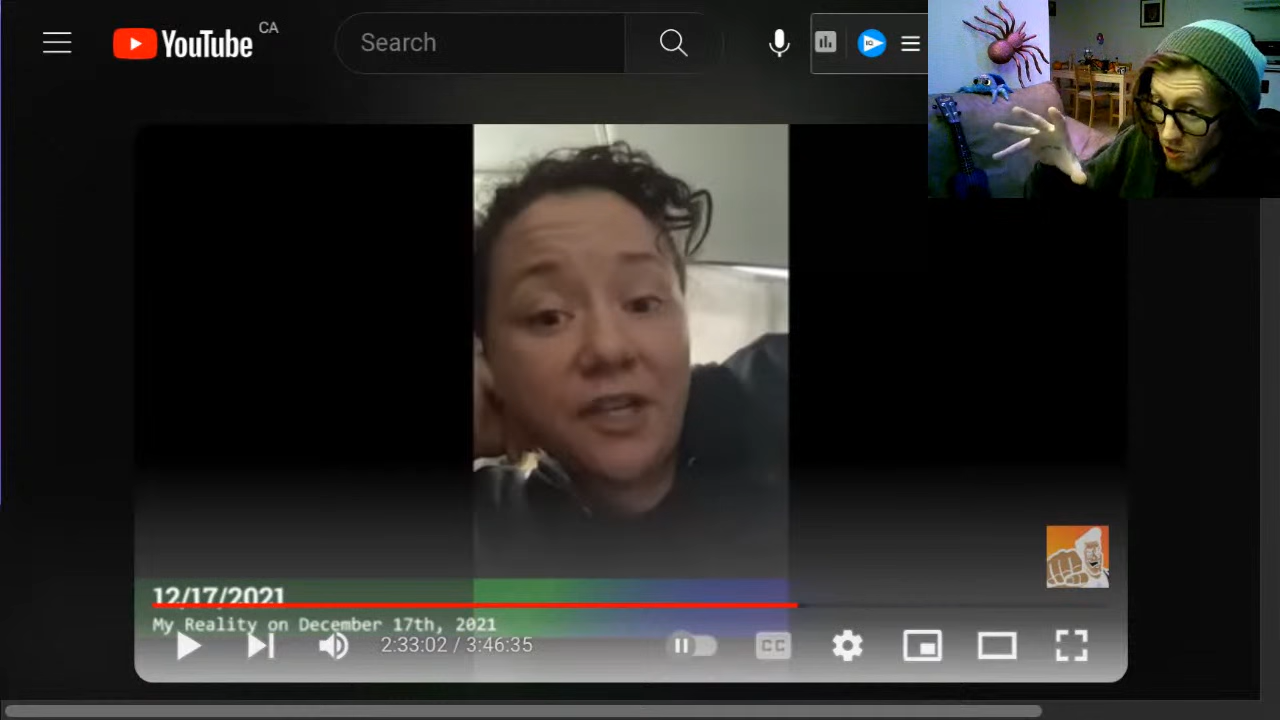 YouTube CA
Search
IG
12/17/2021
My Reality on December 17th, 2021
2:33:02 / 3:46:35
CC